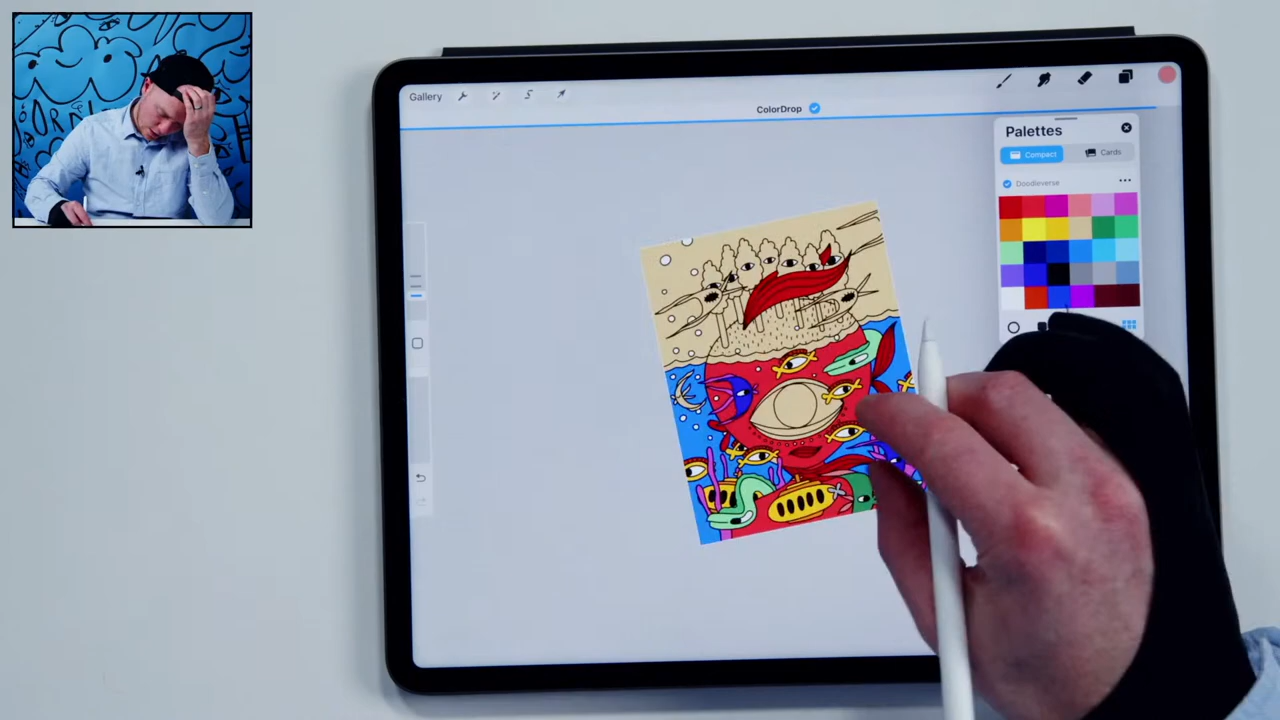 Gallery
ColorDrop
Palettes
Compact
Cards
Doodleverse